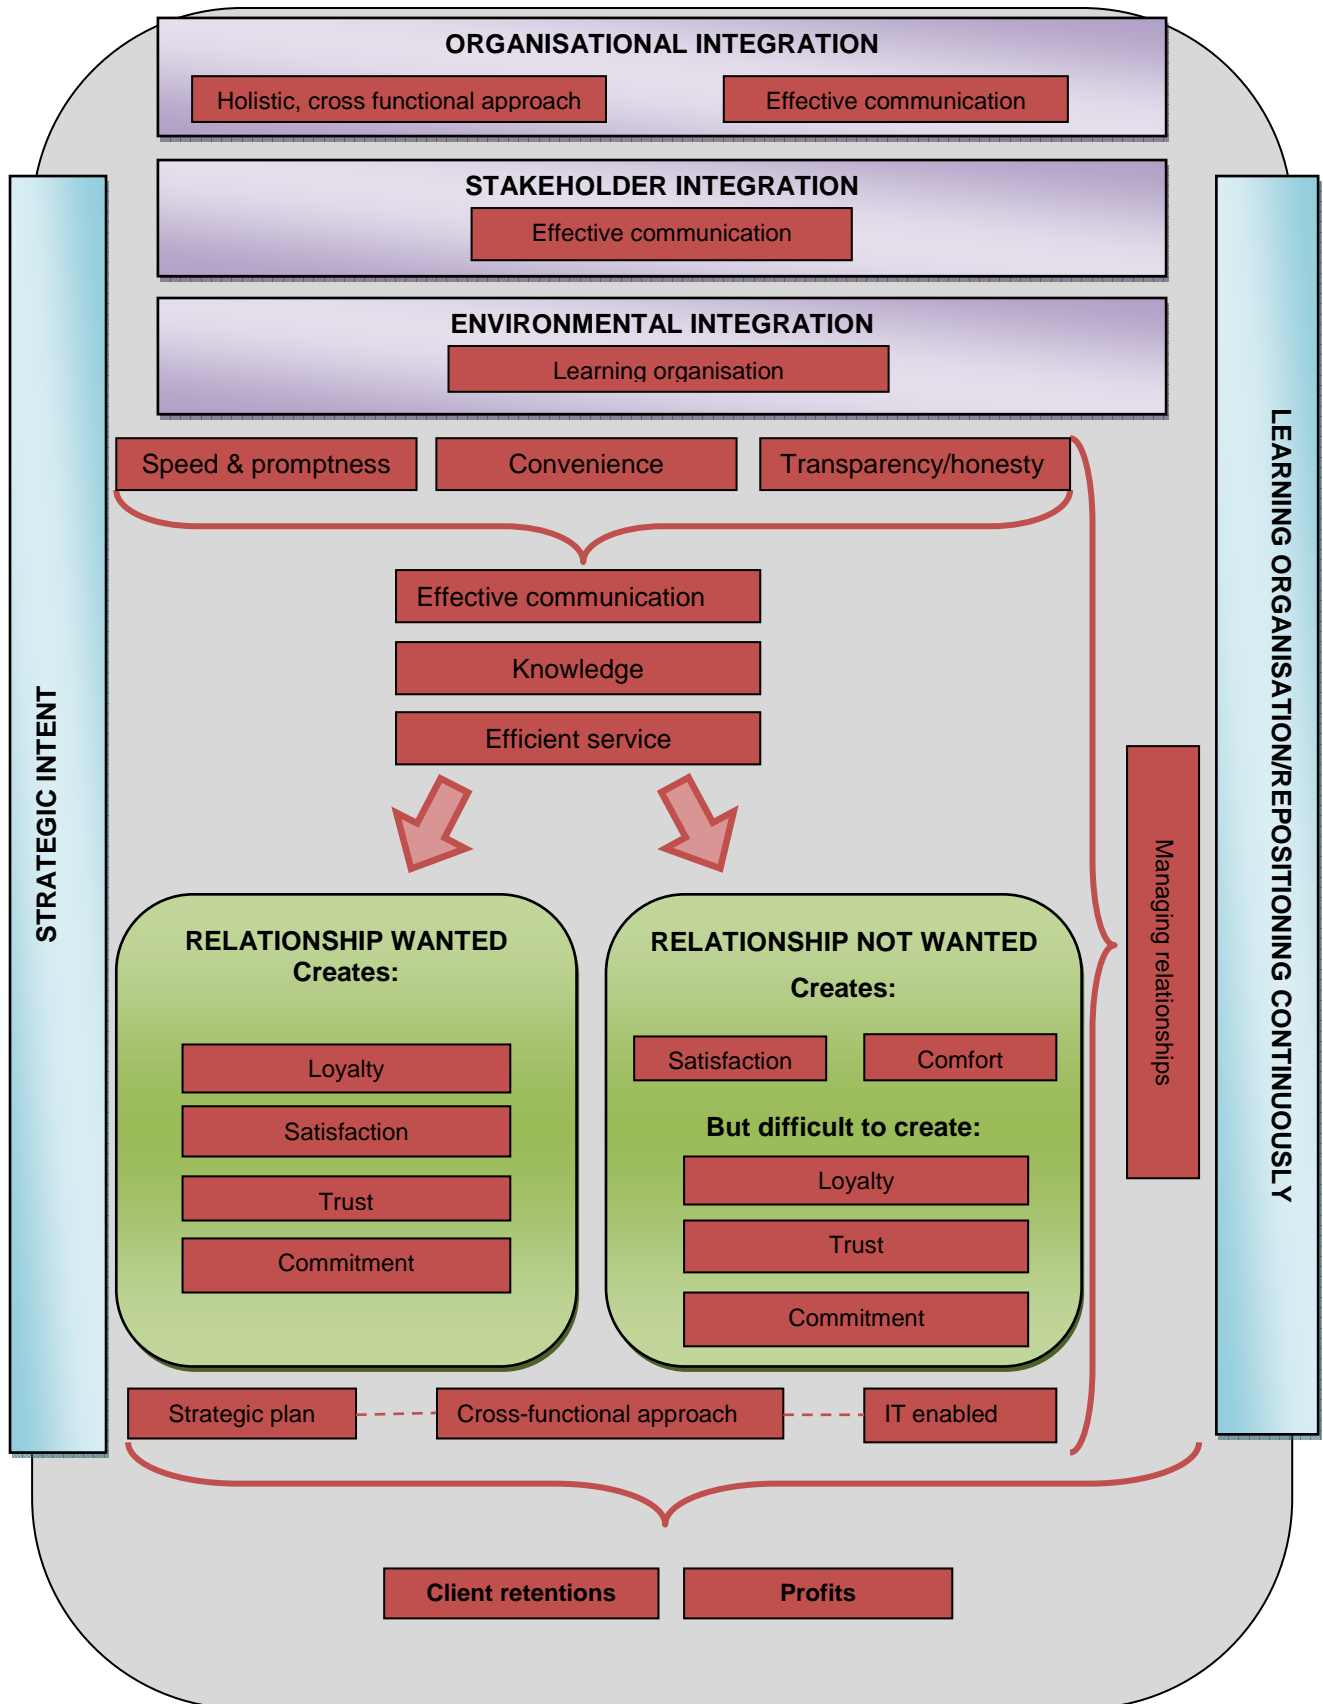 ORGANISATIONAL INTEGRATION
Holistic, cross functional approach
Effective communication
STAKEHOLDER INTEGRATION
Effective communication
ENVIRONMENTAL INTEGRATION
Learning organisation
STRATEGIC INTENT
LEARNING ORGANISATION/REPOSITIONING CONTINUOUSLY
Speed & promptness
Convenience
Transparency/honesty
Effective communication
Knowledge
Efficient service
Managing relationships
RELATIONSHIP WANTED
Creates:
Loyalty
Satisfaction
Trust
Commitment
RELATIONSHIP NOT WANTED
Creates:
Satisfaction
Comfort
But difficult to create:
Loyalty
Trust
Commitment
Strategic plan
Cross-functional approach
IT enabled
Client retentions
Profits